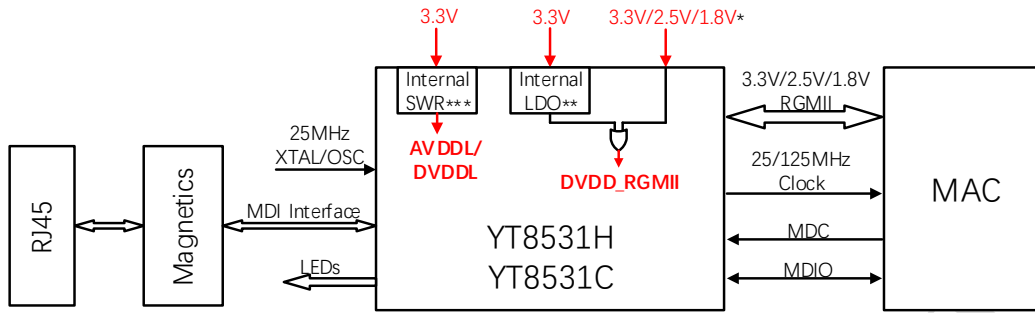 3.3V
3.3V
3.3V/2.5V/1.8V*
Internal
SWR***
Internal
LDO**
3.3V/2.5V/1.8V
RGMII
AVDDL/
DVDDL
DVDD_RGMII
25MHz
XTAL/OSC
25/125MHz
Clock
RJ45
Magnetics
MDI Interface
LEDs
YT8531H
YT8531C
MDC
MDIO
MAC